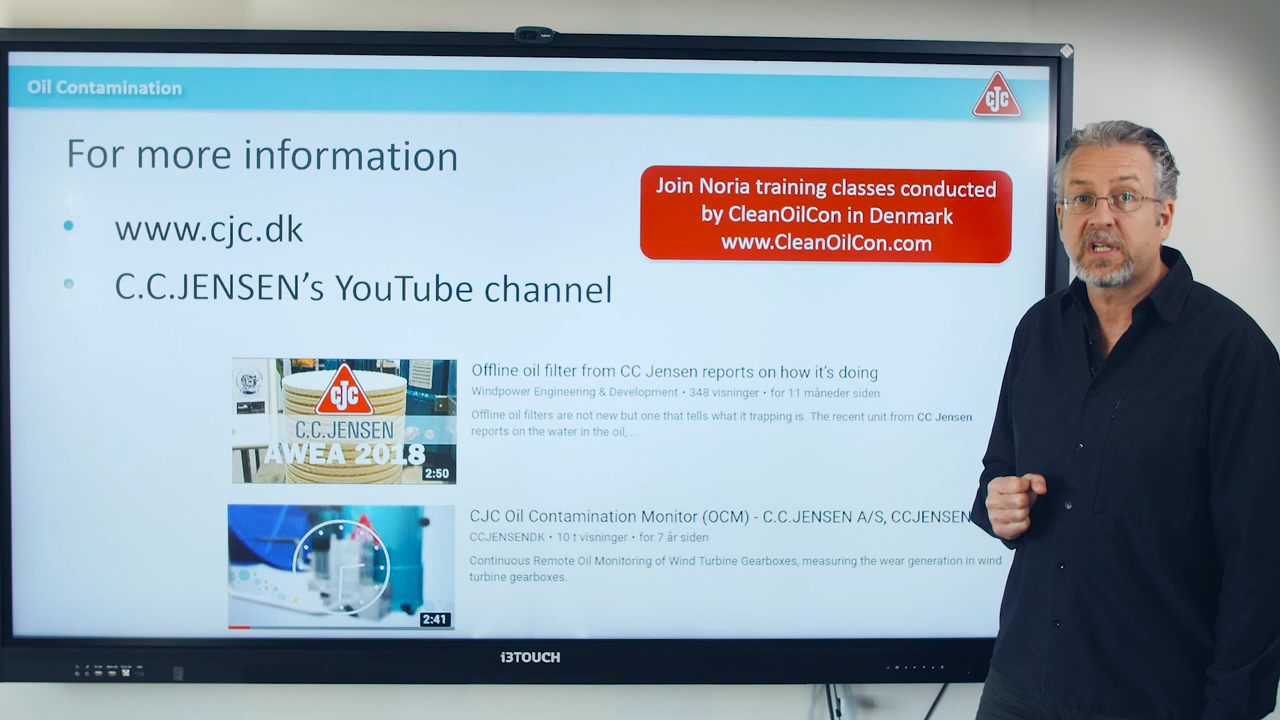 Oil Contamination
CJC
For more information
Join Noria training classes conducted
by CleanOilCon in Denmark
www.CleanOilCon.com
• www.cjc.dk
• C.C.JENSEN's YouTube channel
CJC
C.C.JENSEN
AWEA 2018
2:50
Offline oil filter from CC Jensen reports on how it's doing
Windpower Engineering & Development • 348 visninger • for 11 måneder siden
Offline oil filters are not new but one that tells what it trapping is. The recent unit from CC Jensen
reports on the water in the oil, ...
2:41
CJC Oil Contamination Monitor (OCM) - C.C.JENSEN A/S, CCJENSEN
CCJENSENDK • 10 t visninger • for 7 år siden
Continuous Remote Oil Monitoring of Wind Turbine Gearboxes, measuring the wear generation in wind
turbine gearboxes.
i3TOUCH